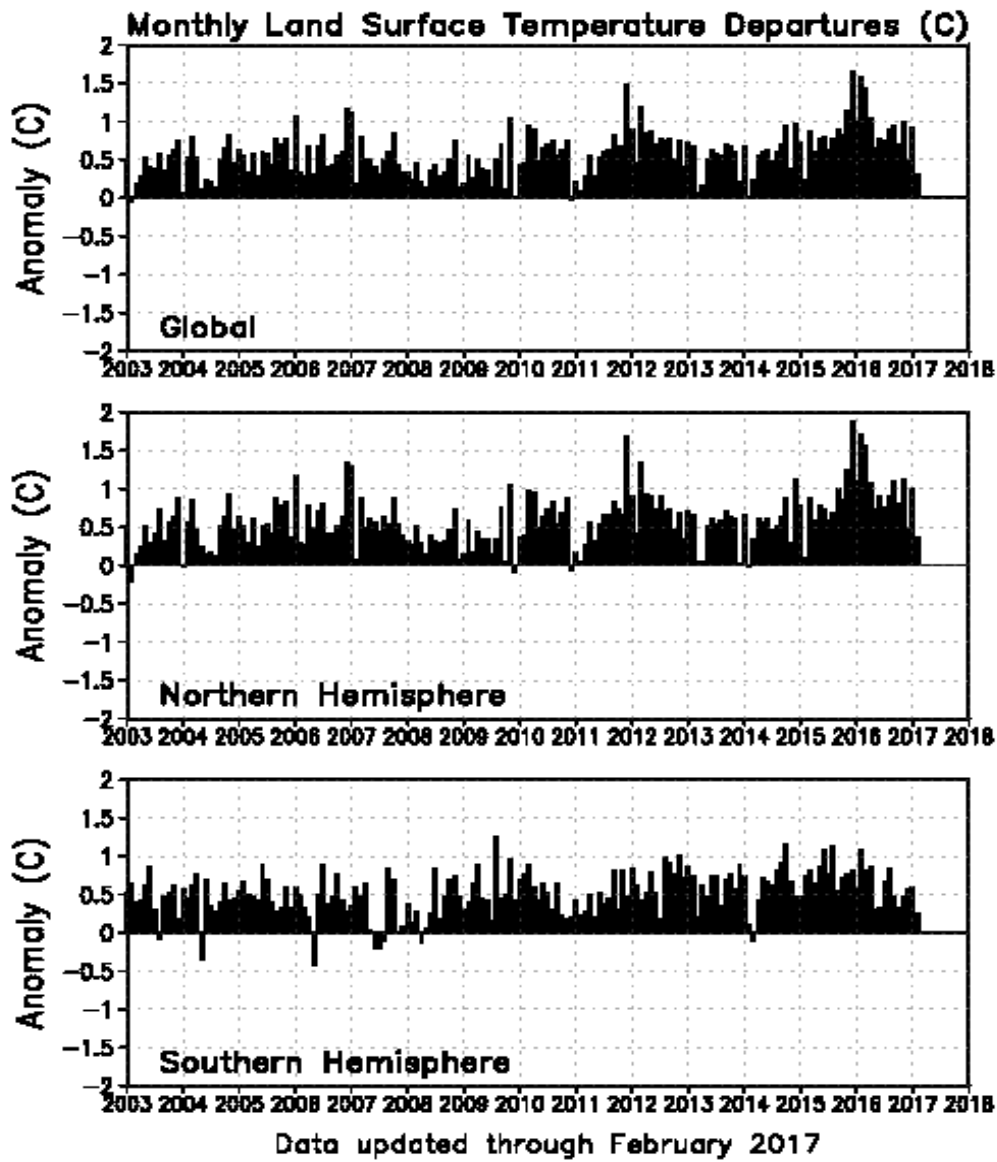 Monthly Land Surface Temperature Departures (C)
Anomaly (C)
2
1.5
1
0.5
0
−0.5
−1
−1.5
−2
Global
2003 2004 2005 2006 2007 2008 2009 2010 2011 2012 2013 2014 2015 2016 2017 2018
Anomaly (C)
2
1.5
1
0.5
0
−0.5
−1
−1.5
−2
Northern Hemisphere
2003 2004 2005 2006 2007 2008 2009 2010 2011 2012 2013 2014 2015 2016 2017 2018
Anomaly (C)
2
1.5
1
0.5
0
−0.5
−1
−1.5
−2
Southern Hemisphere
2003 2004 2005 2006 2007 2008 2009 2010 2011 2012 2013 2014 2015 2016 2017 2018
Data updated through February 2017